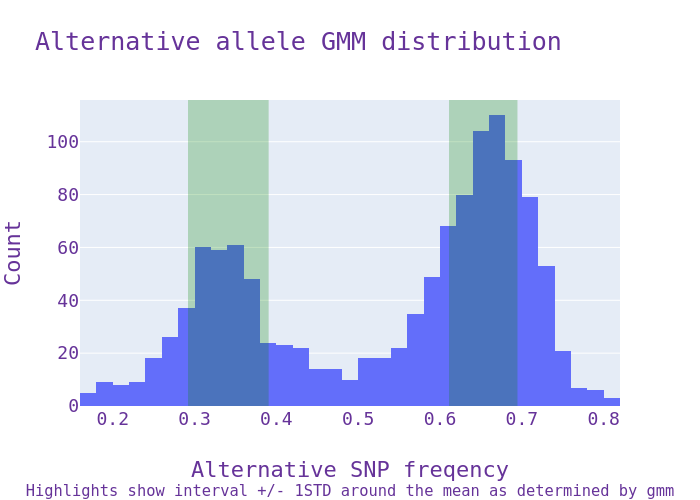 Alternative allele GMM distribution
100
80
60
40
20
0
Count
0.2 0.3 0.4 0.5 0.6 0.7 0.8
Alternative SNP freqency
Highlights show interval +/- 1STD around the mean as determined by gmm